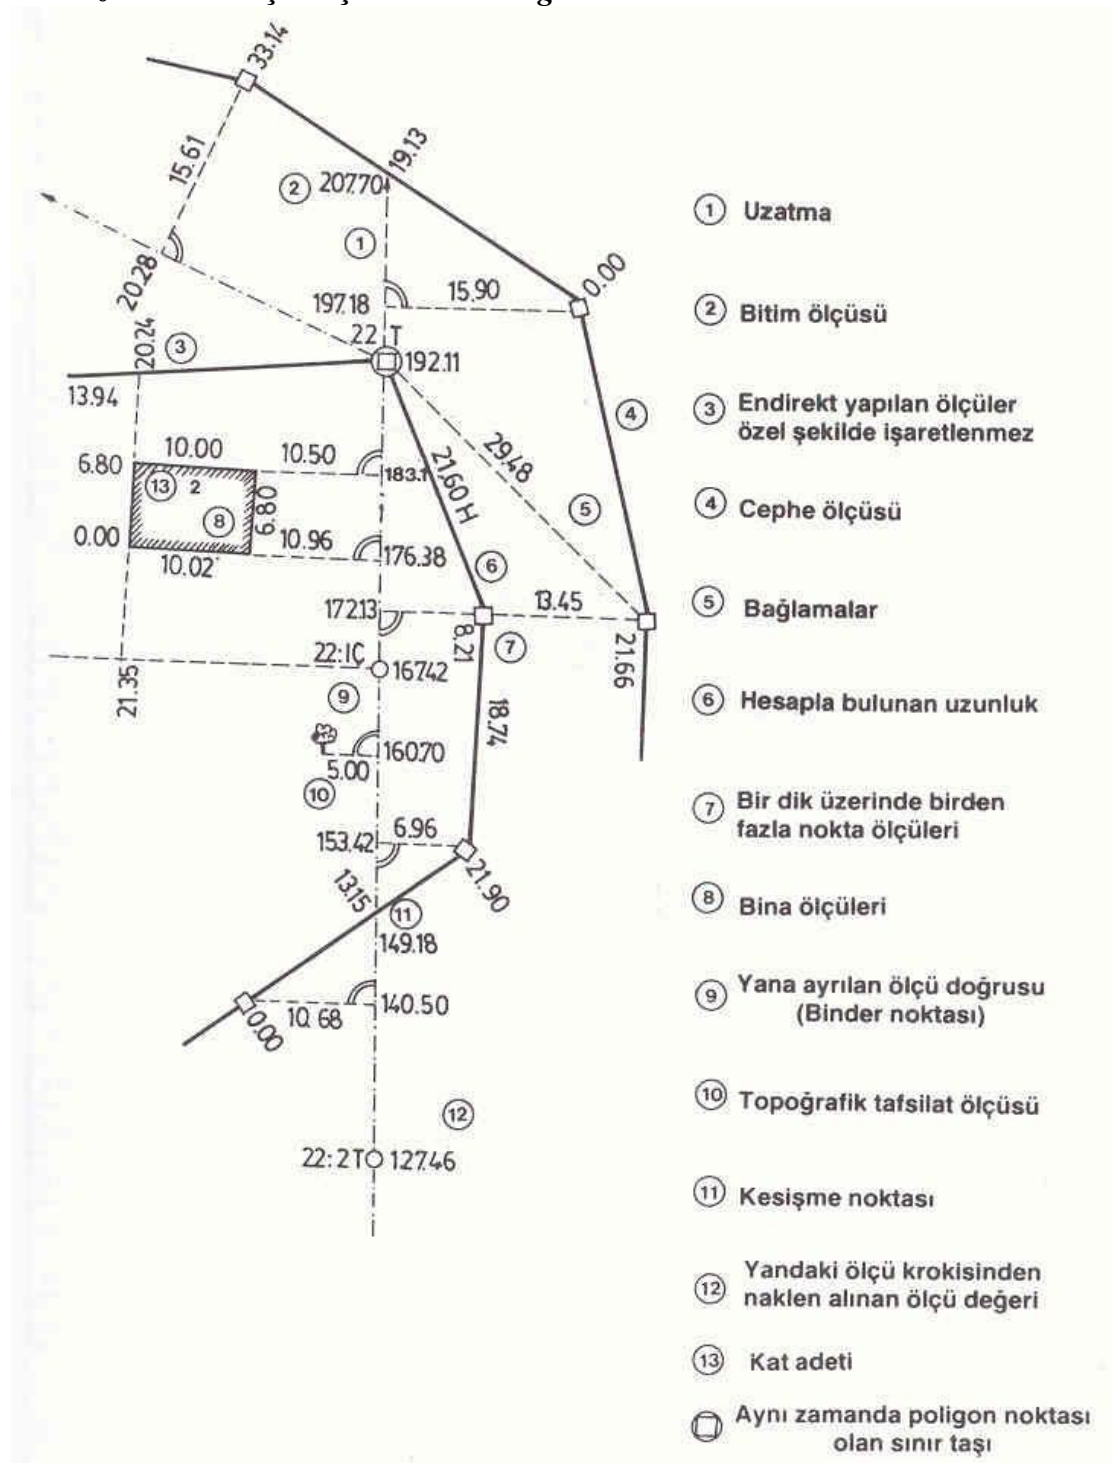 33.14
15.61
19.13
2 207.70
1
0.00
20.28
197.18
15.90
22 T
192.11
20.24
3
13.94
4
10.00
10.50
183.1
6.80
13 2
8
6.80
21,60 H
29.48
5
0.00
10.02
10.96
176.38
6
172.13
13.45
8.21
7
21.66
22:IÇ
167.42
21.35
9
18.74
160.70
5.00
10
153.42
6.96
13.15
21.90
11
149.18
140.50
10.68
0.00
12
22:2T
127.46
1 Uzatma
2 Bitim ölçüsü
3 Endirekt yapılan ölçüler
özel şekilde işaretlenmez
4 Cephe ölçüsü
5 Bağlamalar
6 Hesapla bulunan uzunluk
7 Bir dik üzerinde birden
fazla nokta ölçüleri
8 Bina ölçüleri
9 Yana ayrılan ölçü doğrusu
(Binder noktası)
10 Topoğrafik tafsilat ölçüsü
11 Kesişme noktası
12 Yandaki ölçü krokisinden
naklen alınan ölçü değeri
13 Kat adeti
Aynı zamanda poligon noktası
olan sınır taşı